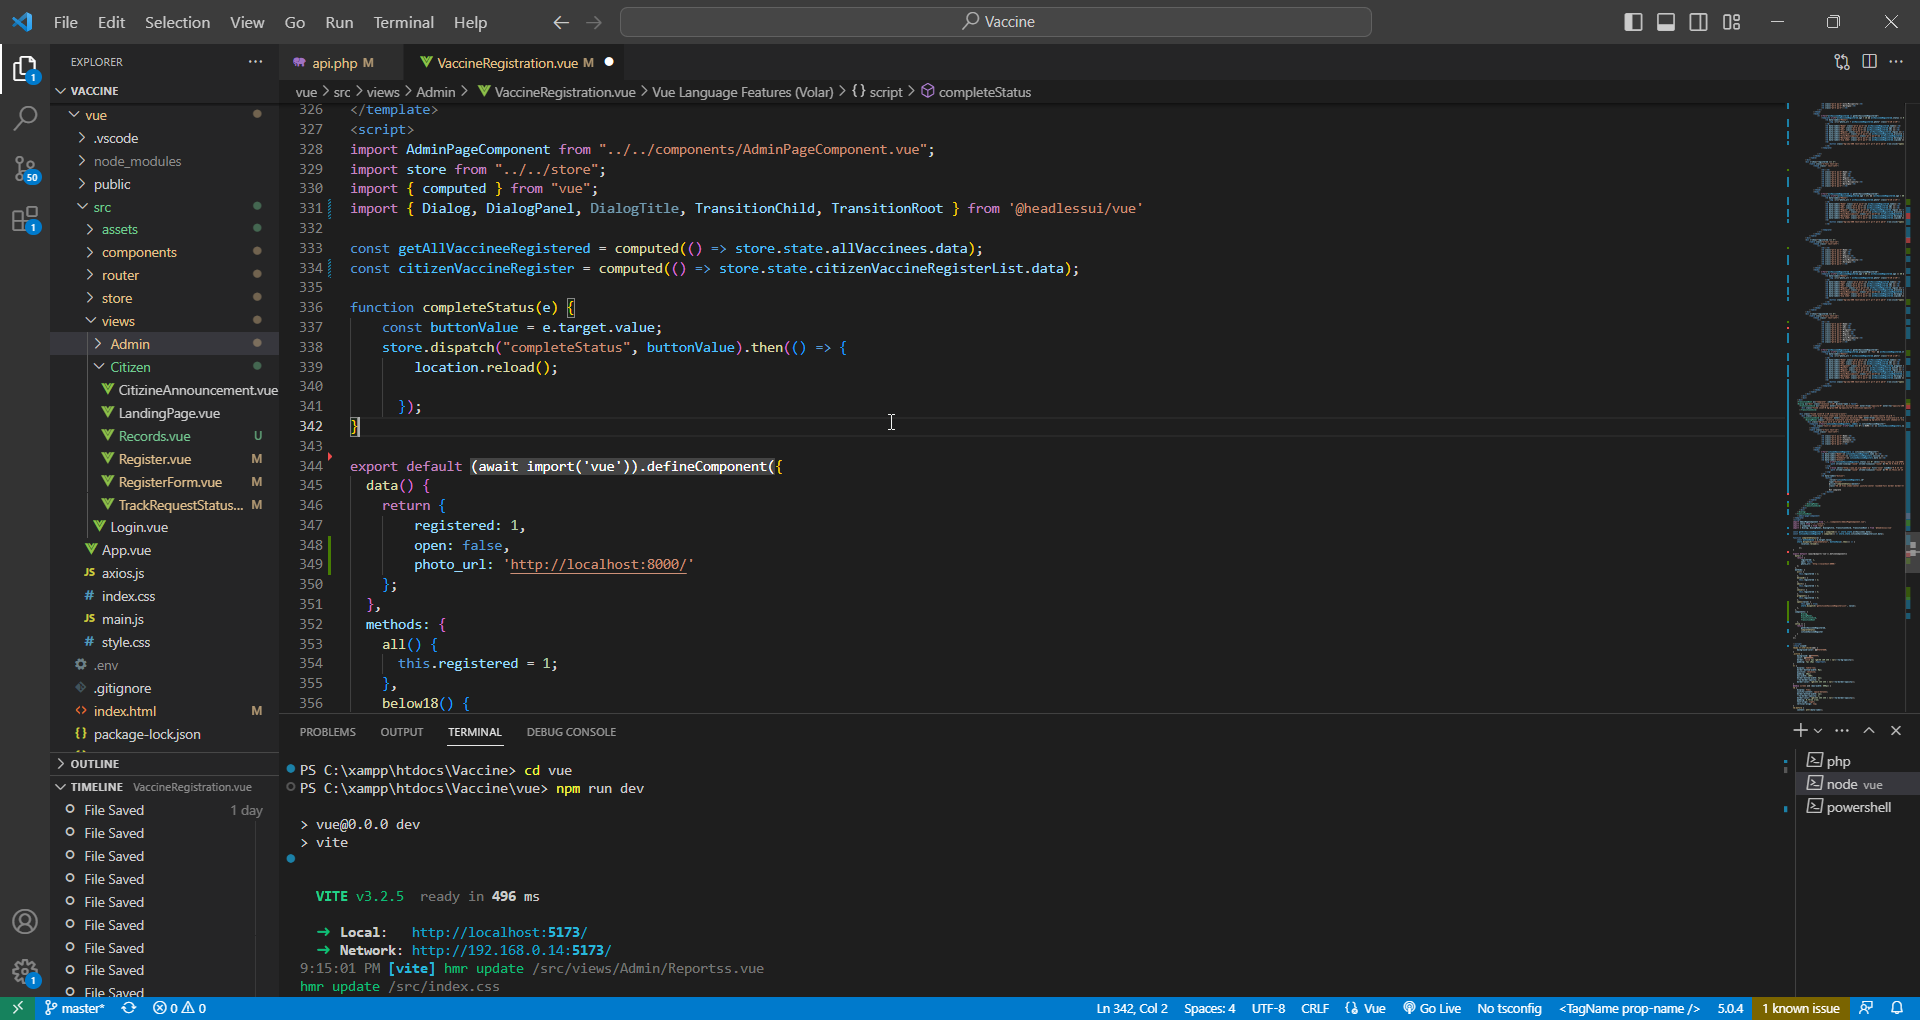 File Edit Selection View Go Run Terminal Help
Vaccine
EXPLORER
VACCINE
vue
.vscode
node_modules
public
src
assets
components
router
store
views
Admin
Citizen
CitizineAnnouncement.vue
LandingPage.vue
Records.vue U
Register.vue M
RegisterForm.vue M
TrackRequestStatus... M
Login.vue
App.vue
JS axios.js
# index.css
JS main.js
# style.css
.env
.gitignore
<> index.html M
{} package-lock.json
OUTLINE
TIMELINE VaccineRegistration.vue
File Saved 1 day
File Saved
File Saved
File Saved
File Saved
File Saved
File Saved
File Saved
File Saved
1
50
1
1
api.php M
VaccineRegistration.vue M
vue > src > views > Admin > VaccineRegistration.vue > Vue Language Features (Volar) > {} script > completeStatus
326 </template>
327 <script>
328 import AdminPageComponent from "../../components/AdminPageComponent.vue";
329 import store from "../../store";
330 import { computed } from "vue";
331 import { Dialog, DialogPanel, DialogTitle, TransitionChild, TransitionRoot } from '@headlessui/vue'
332
333 const getAllVaccineeRegistered = computed(() => store.state.allVaccinees.data);
334 const citizenVaccineRegister = computed(() => store.state.citizenVaccineRegisterList.data);
335
336 function completeStatus(e) {
337 const buttonValue = e.target.value;
338 store.dispatch("completeStatus", buttonValue).then(() => {
339 location.reload();
340
341 });
342 }
343
344 export default (await import('vue')).defineComponent({
345 data() {
346 return {
347 registered: 1,
348 open: false,
349 photo_url: 'http://localhost:8000/'
350 };
351 },
352 methods: {
353 all() {
354 this.registered = 1;
355 },
356 below18() {
PROBLEMS OUTPUT TERMINAL DEBUG CONSOLE
PS C:\xampp\htdocs\Vaccine> cd vue
PS C:\xampp\htdocs\Vaccine\vue> npm run dev
> vue@0.0.0 dev
> vite
VITE v3.2.5 ready in 496 ms
➜ Local: http://localhost:5173/
➜ Network: http://192.168.0.14:5173/
9:15:01 PM [vite] hmr update /src/views/Admin/Reportss.vue
hmr update /src/index.css
php
node vue
powershell
master* 0 0 Ln 342, Col 2 Spaces: 4 UTF-8 CRLF {} Vue Go Live No tsconfig <TagName prop-name /> 5.0.4 1 known issue